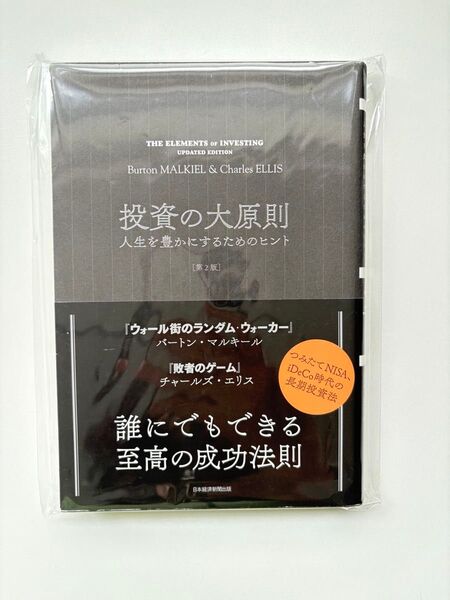 THE ELEMENTS OF INVESTING
UPDATED EDITION
Burton MALKIEL & Charles ELLIS
投資の大原則
人生を豊かにするためのヒント
[第2版]
『ウォール街のランダム・ウォーカー』
バートン・マルキール
『敗者のゲーム』
チャールズ・エリス
つみたてNISA、
iDeCo時代の
長期投資法
誰にでもできる
至高の成功法則
日本経済新聞出版